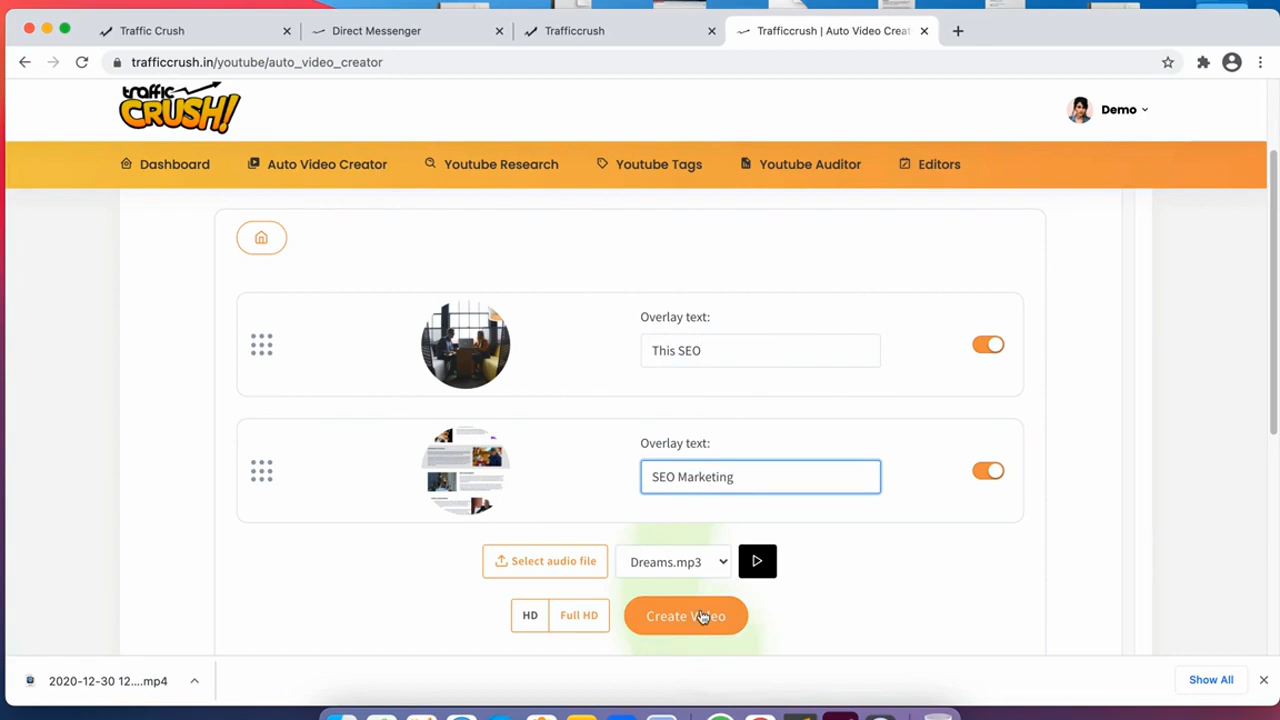 Traffic Crush
Direct Messenger
Trafficcrush
Trafficcrush | Auto Video Creat
trafficcrush.in/youtube/auto_video_creator
traffic
CRUSH!
Demo
Dashboard
Auto Video Creator
Youtube Research
Youtube Tags
Youtube Auditor
Editors
Overlay text:
This SEO
Overlay text:
SEO Marketing
Select audio file
Dreams.mp3
HD
Full HD
Create Video
2020-12-30 12....mp4
Show All